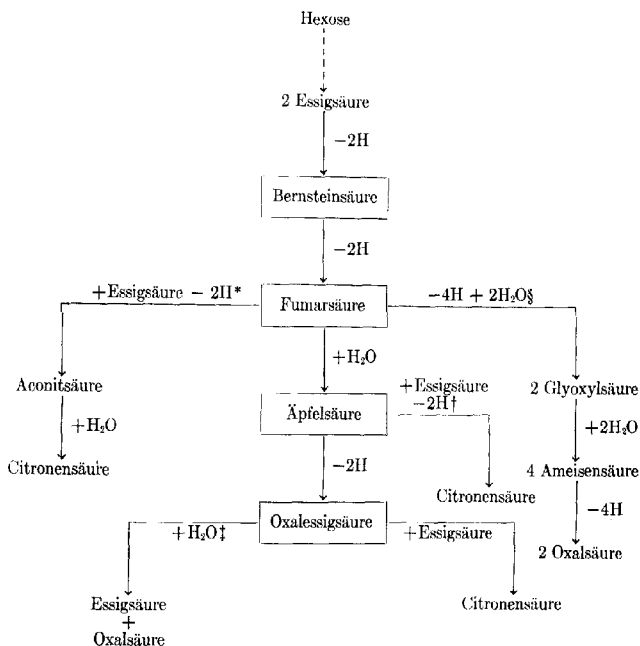 Hexose
2 Essigsäure
−2H
Bernsteinsäure
−2H
+Essigsäure − 2H*
Fumarsäure
−4H + 2H₂O§
+H₂O
Aconitsäure
+Essigsäure
−2H†
2 Glyoxylsäure
+H₂O
Äpfelsäure
+2H₂O
Citronensäure
−2H
4 Ameisensäure
Citronensäure
−4H
+H₂O‡
Oxalessigsäure
+Essigsäure
2 Oxalsäure
Essigsäure
+
Oxalsäure
Citronensäure